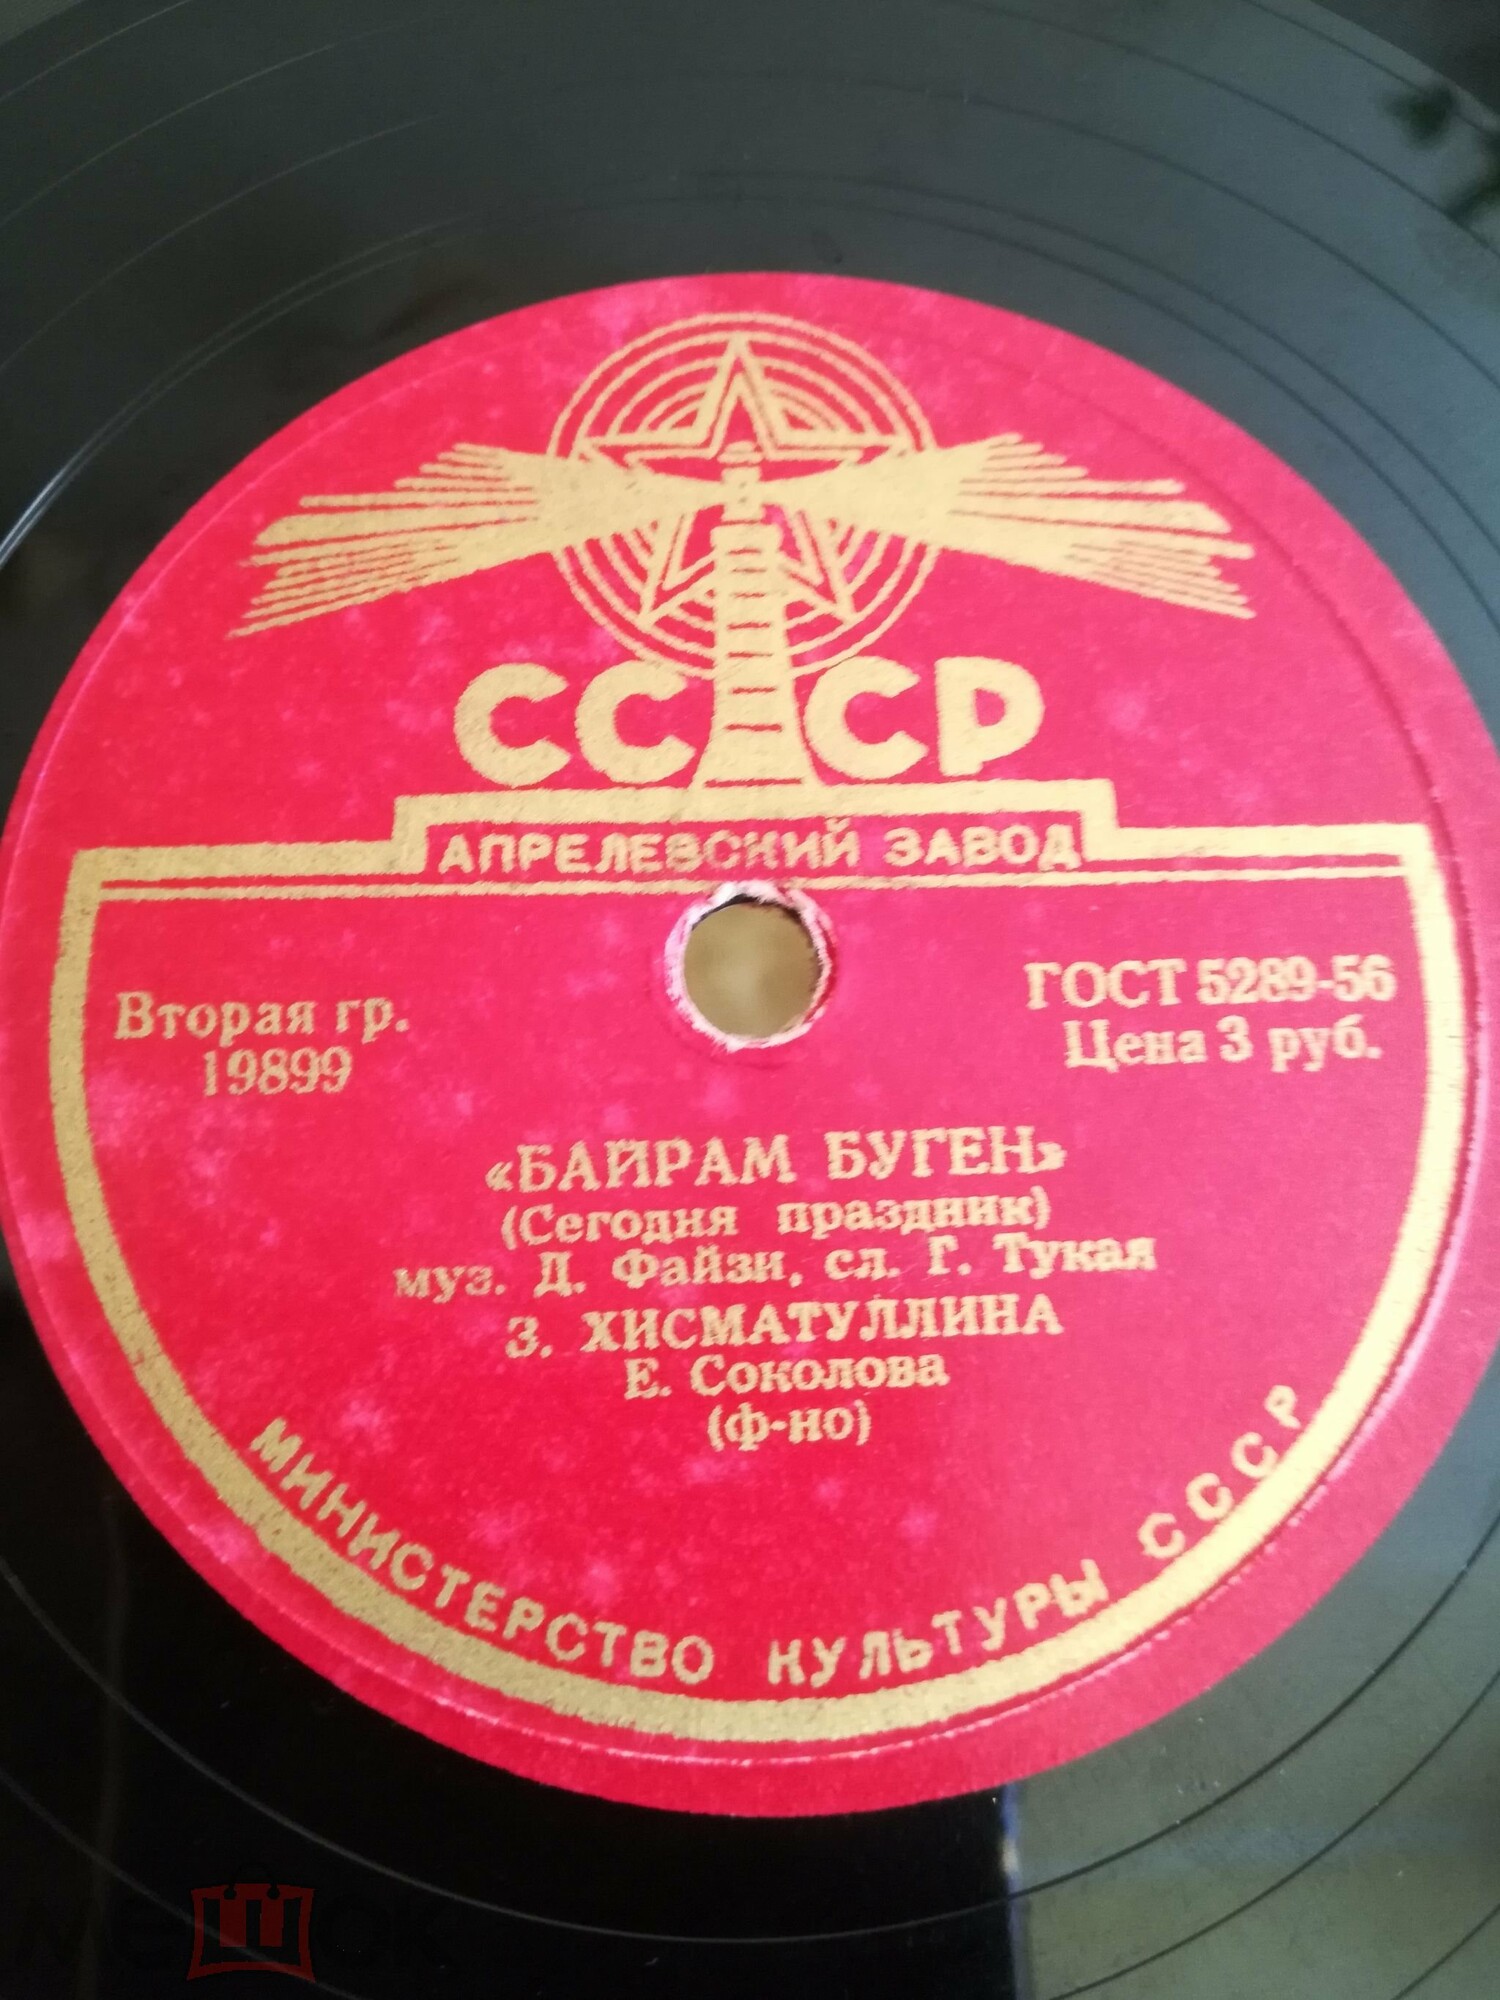 СССР
АПРЕЛЕВСКИЙ ЗАВОД
Вторая гр.
19899
ГОСТ 5289-56
Цена 3 руб.
«БАЙРАМ БУГЕН»
(Сегодня праздник)
муз. Д. Файзи, сл. Г. Тукая
З. ХИСМАТУЛЛИНА
Е. Соколова
(ф-но)
МИНИСТЕРСТВО КУЛЬТУРЫ СССР